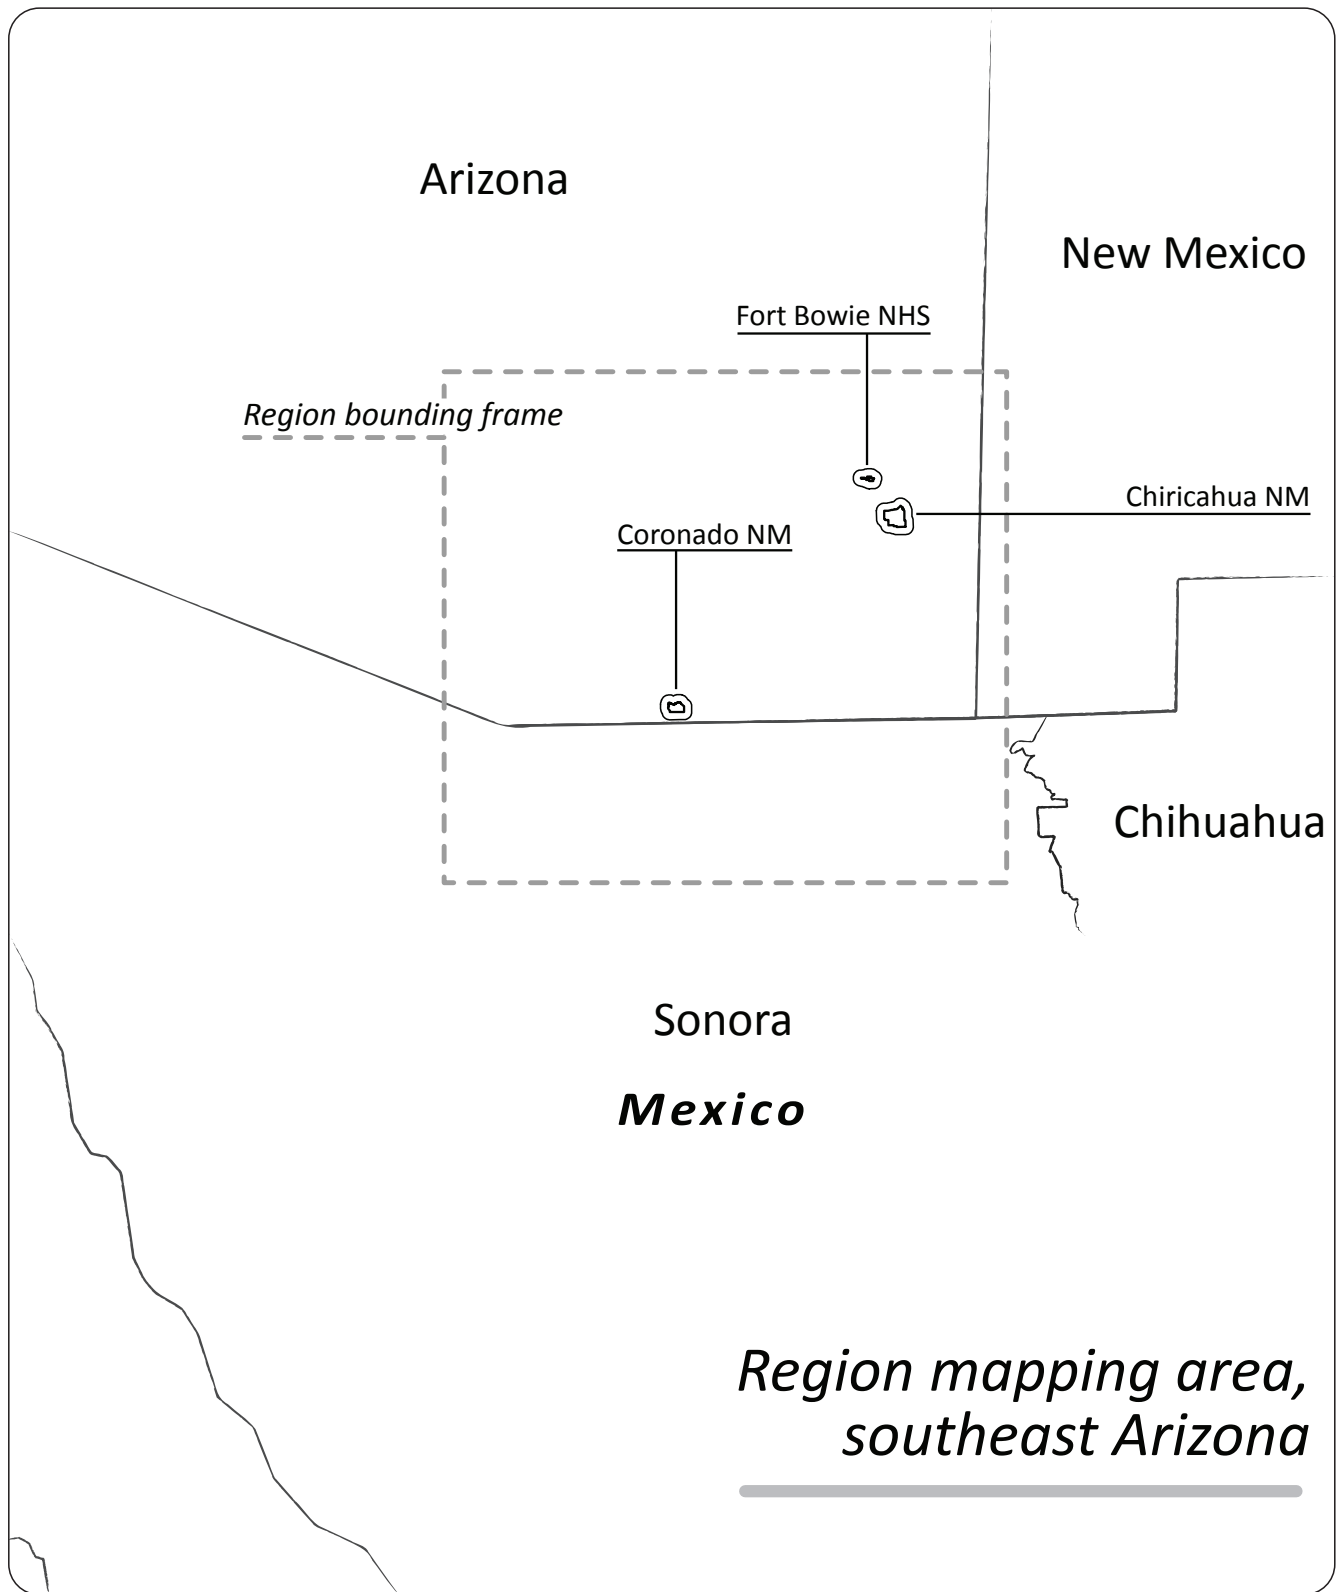 Arizona
New Mexico
Fort Bowie NHS
Region bounding frame
Chiricahua NM
Coronado NM
Chihuahua
Sonora
Mexico
Region mapping area,
southeast Arizona